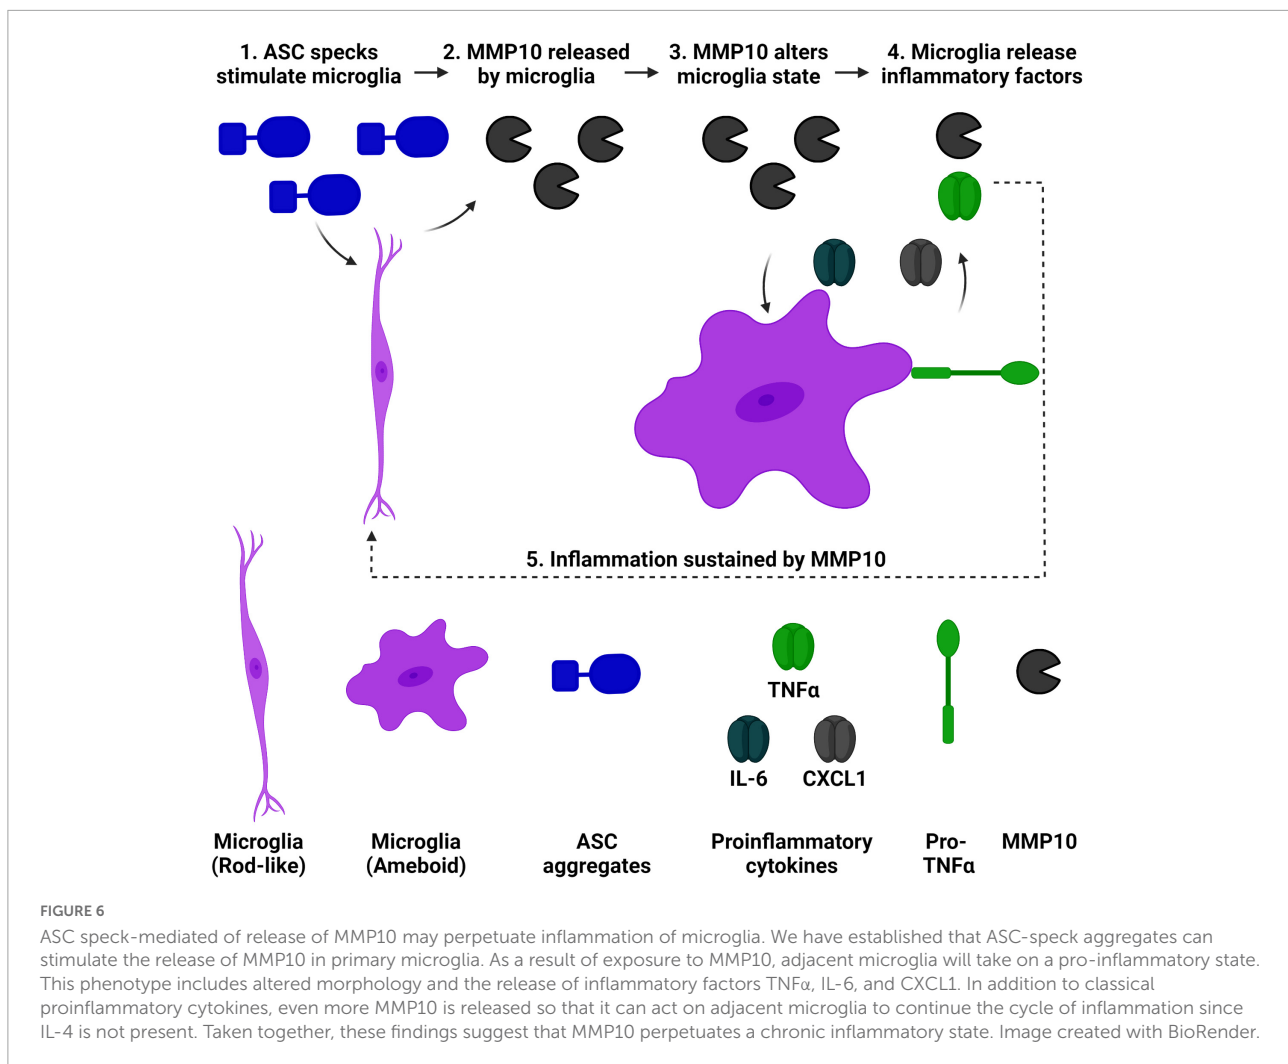 1. ASC specks
stimulate microglia
2. MMP10 released
by microglia
3. MMP10 alters
microglia state
4. Microglia release
inflammatory factors
5. Inflammation sustained by MMP10
TNFα
IL-6
CXCL1
Microglia
(Rod-like)
Microglia
(Ameboid)
ASC
aggregates
Proinflammatory
cytokines
Pro-
TNFα
MMP10
FIGURE 6
ASC speck-mediated of release of MMP10 may perpetuate inflammation of microglia. We have established that ASC-speck aggregates can
stimulate the release of MMP10 in primary microglia. As a result of exposure to MMP10, adjacent microglia will take on a pro-inflammatory state.
This phenotype includes altered morphology and the release of inflammatory factors TNFα, IL-6, and CXCL1. In addition to classical
proinflammatory cytokines, even more MMP10 is released so that it can act on adjacent microglia to continue the cycle of inflammation since
IL-4 is not present. Taken together, these findings suggest that MMP10 perpetuates a chronic inflammatory state. Image created with BioRender.